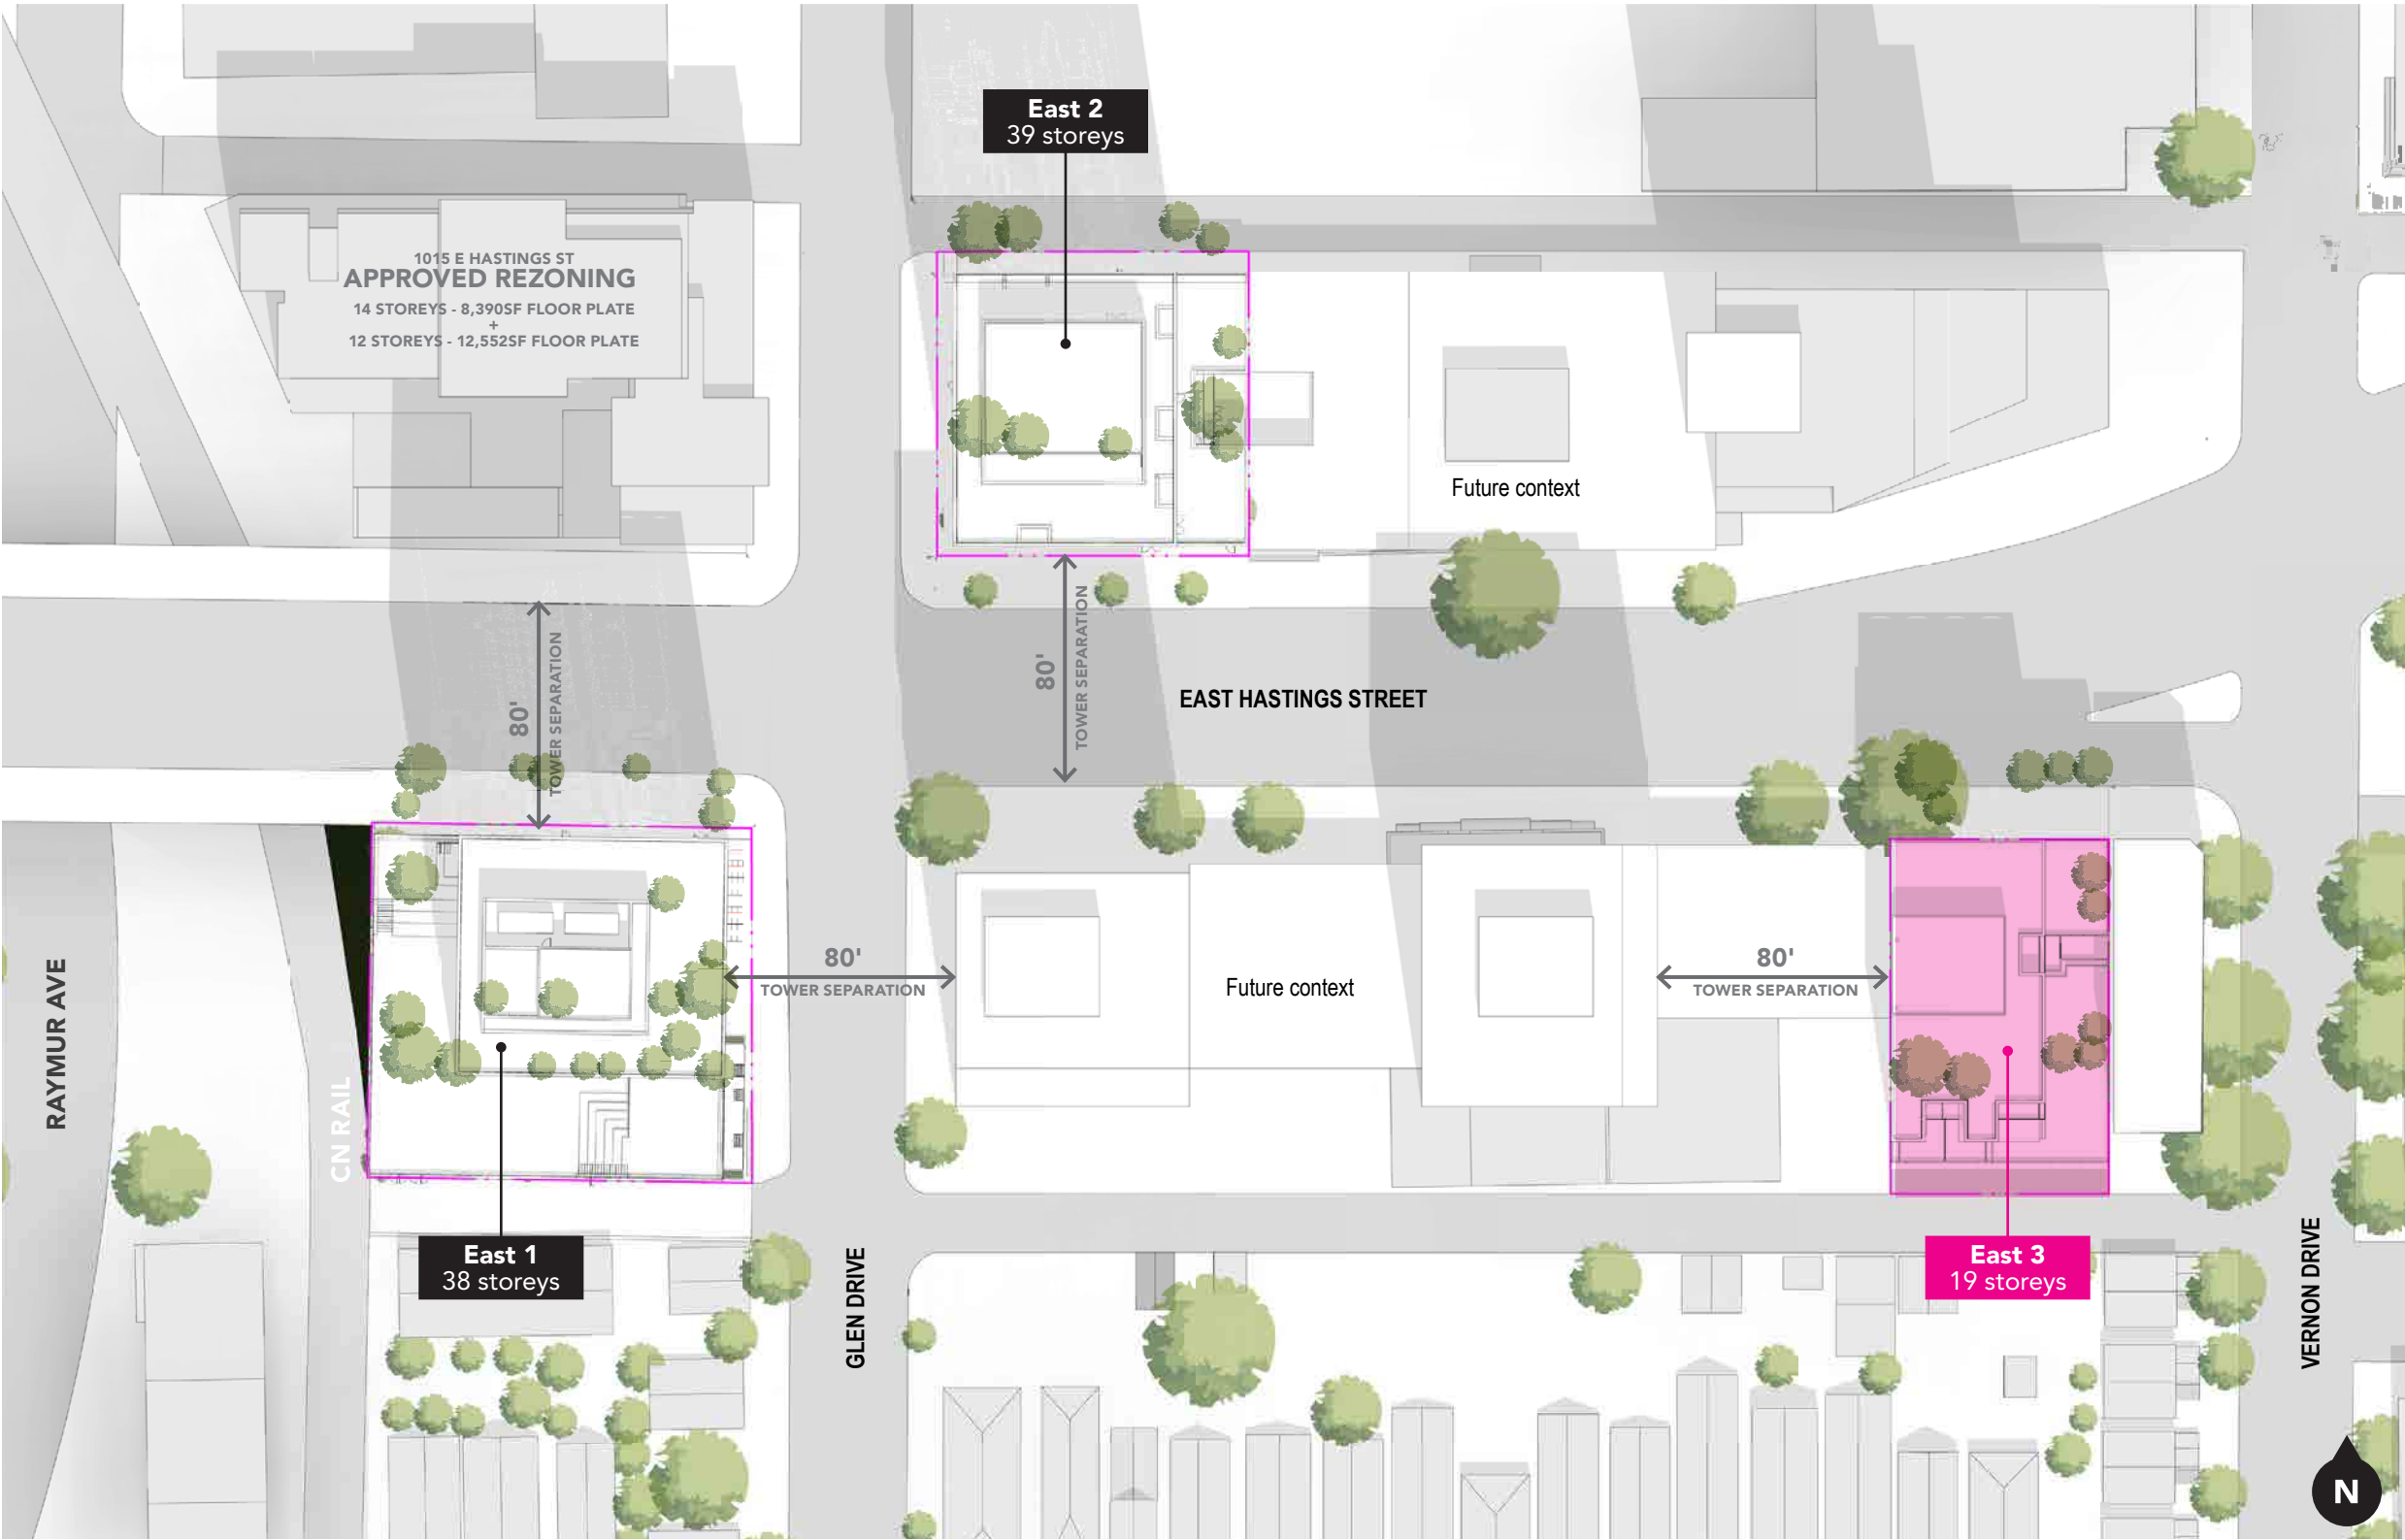 East 2
39 storeys
1015 E HASTINGS ST
APPROVED REZONING
14 STOREYS - 8,390SF FLOOR PLATE
+
12 STOREYS - 12,552SF FLOOR PLATE
Future context
80'
TOWER SEPARATION
80'
TOWER SEPARATION
EAST HASTINGS STREET
80'
TOWER SEPARATION
Future context
80'
TOWER SEPARATION
RAYMUR AVE
CN RAIL
East 1
38 storeys
GLEN DRIVE
East 3
19 storeys
VERNON DRIVE
N